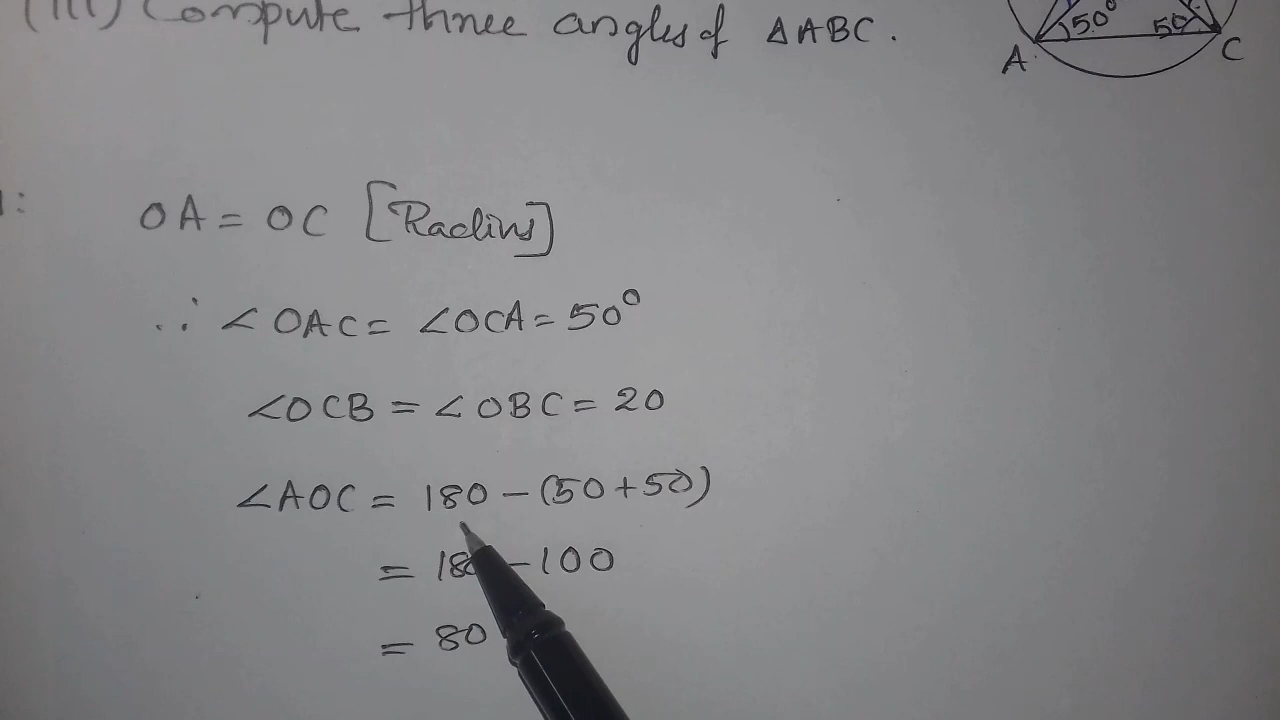 (iii) Compute three angles of ΔABC.
50° 50
A C
:
OA = OC [Radius]
∴ ∠OAC = ∠OCA = 50°
∠OCB = ∠OBC = 20
∠AOC = 180 - (50+50)
= 180 - 100
= 80